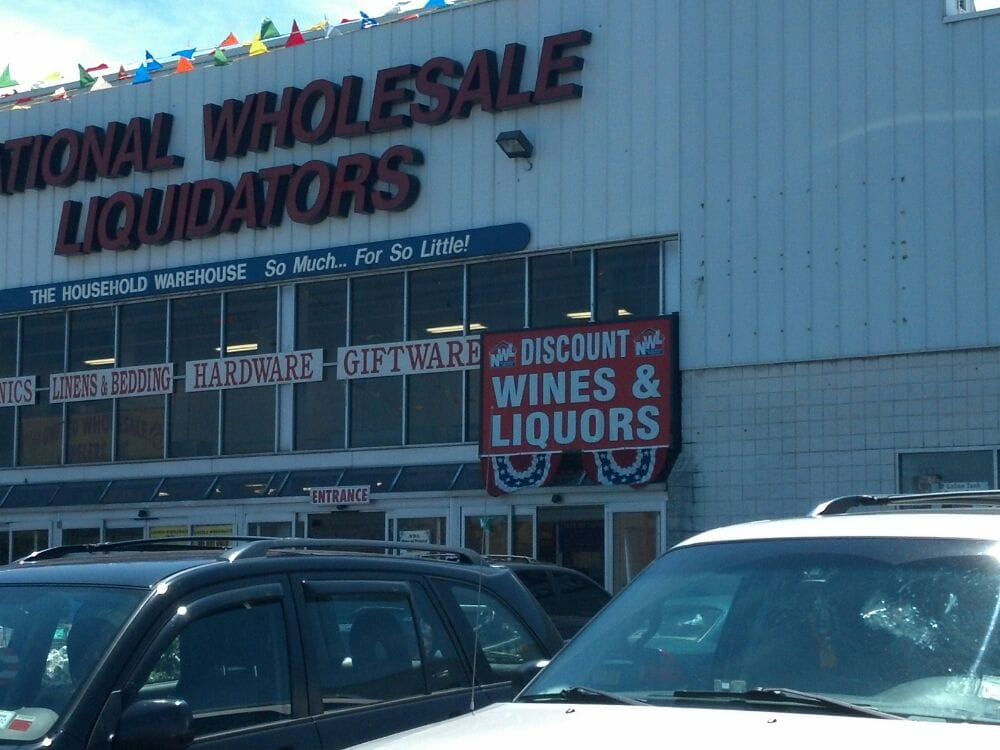 ATIONAL WHOLESALE
LIQUIDATORS
THE HOUSEHOLD WAREHOUSE So Much... For So Little!
NICS
LINENS & BEDDING
HARDWARE
GIFTWARE
NWL DISCOUNT NWL
WINES &
LIQUORS
ENTRANCE